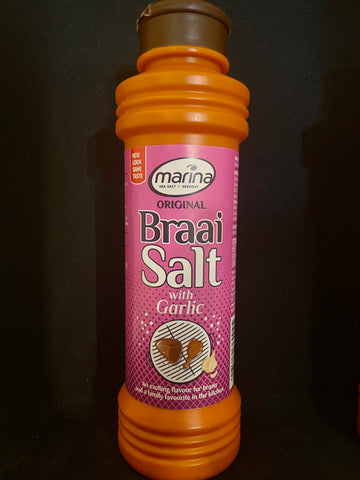 NEW
LOOK
SAME
TASTE
marina
SEA SALT • SEESOUT
ORIGINAL
Braai
Salt
with
Garlic
An exciting flavour for braais
and a family favourite in the kitchen